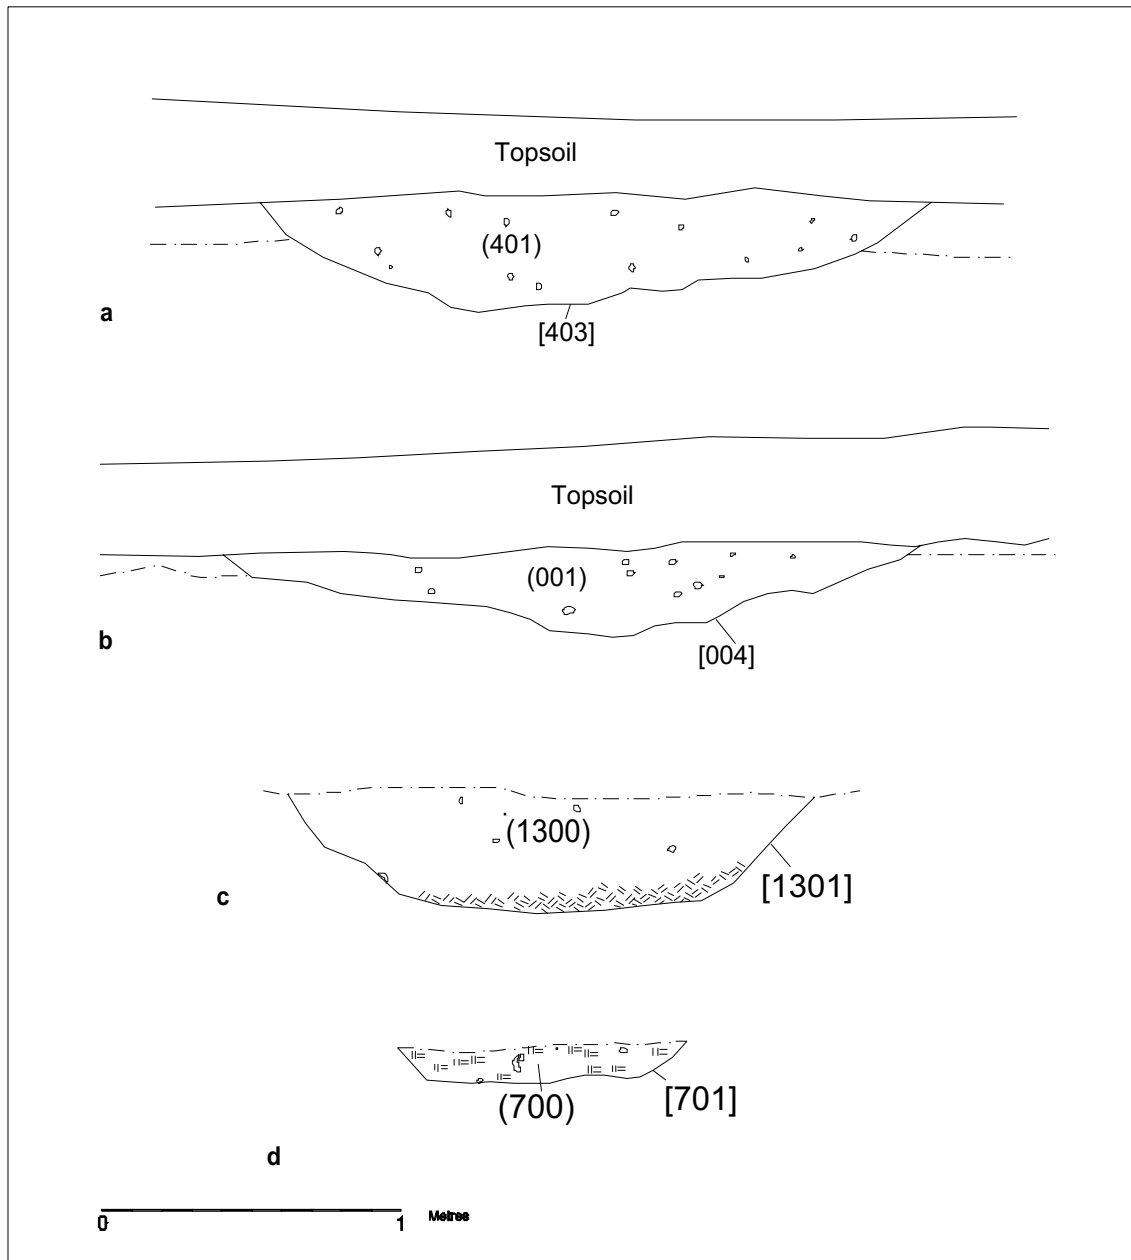 Topsoil
(401)
a
[403]
Topsoil
(001)
b
[004]
(1300)
[1301]
c
(700)
[701]
d
0 1 Metres